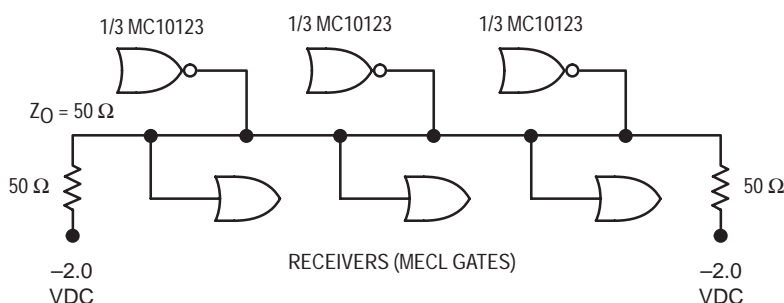 1/3 MC10123
1/3 MC10123
1/3 MC10123
ZO = 50 Ω
50 Ω
50 Ω
–2.0
VDC
RECEIVERS (MECL GATES)
–2.0
VDC